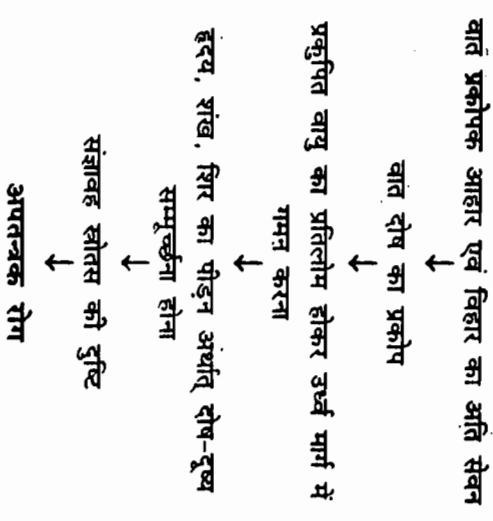 वात प्रकोपक आहार एवं विहार का अति सेवन
↓
वात दोष का प्रकोप
↓
प्रकुपित वायु का प्रतिलोम होकर उर्ध्व मार्ग में
गमन करना
↓
हृदय, शंख, शिर का पीड़न अर्थात् दोष-दूष्य
सम्मूर्च्छना होना
↓
संज्ञावह स्रोतस की दुष्टि
↓
अपतन्त्रक रोग